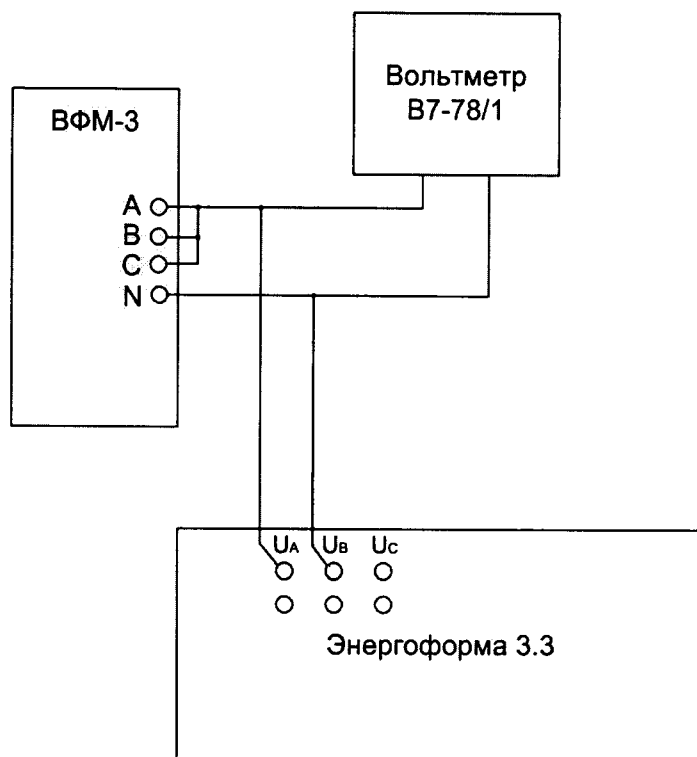 Вольтметр
В7-78/1
ВФМ-3
A
B
C
N
UA UB UC
Энергоформа 3.3